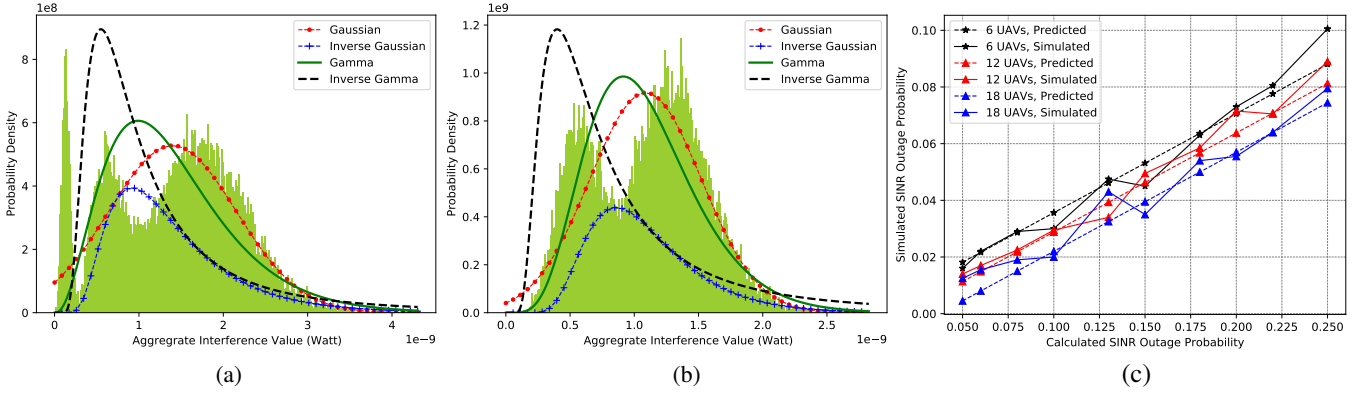 1e8
Probability Density
8
6
4
2
0
0
1
2
3
4
Aggregrate Interference Value (Watt)
1e−9
Gaussian
Inverse Gaussian
Gamma
Inverse Gamma
(a)
1e9
Probability Density
1.2
1.0
0.8
0.6
0.4
0.2
0.0
0.0
0.5
1.0
1.5
2.0
2.5
Aggregrate Interference Value (Watt)
1e−9
Gaussian
Inverse Gaussian
Gamma
Inverse Gamma
(b)
Simulated SINR Outage Probability
0.10
0.08
0.06
0.04
0.02
0.00
0.050
0.075
0.100
0.125
0.150
0.175
0.200
0.225
0.250
Calculated SINR Outage Probability
6 UAVs, Predicted
6 UAVs, Simulated
12 UAVs, Predicted
12 UAVs, Simulated
18 UAVs, Predicted
18 UAVs, Simulated
(c)